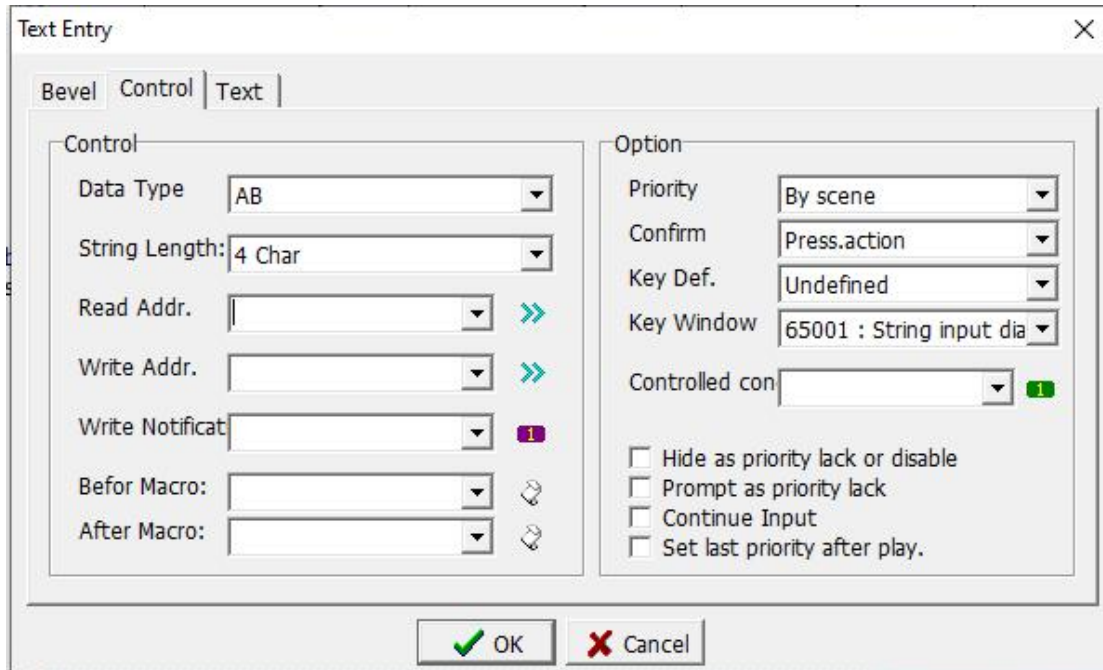 Text Entry
Bevel
Control
Text
Control
Data Type
AB
String Length:
4 Char
Read Addr.
Write Addr.
Write Notificat
1
Befor Macro:
After Macro:
Option
Priority
By scene
Confirm
Press.action
Key Def.
Undefined
Key Window
65001 : String input dia
Controlled con
1
Hide as priority lack or disable
Prompt as priority lack
Continue Input
Set last priority after play.
OK
Cancel